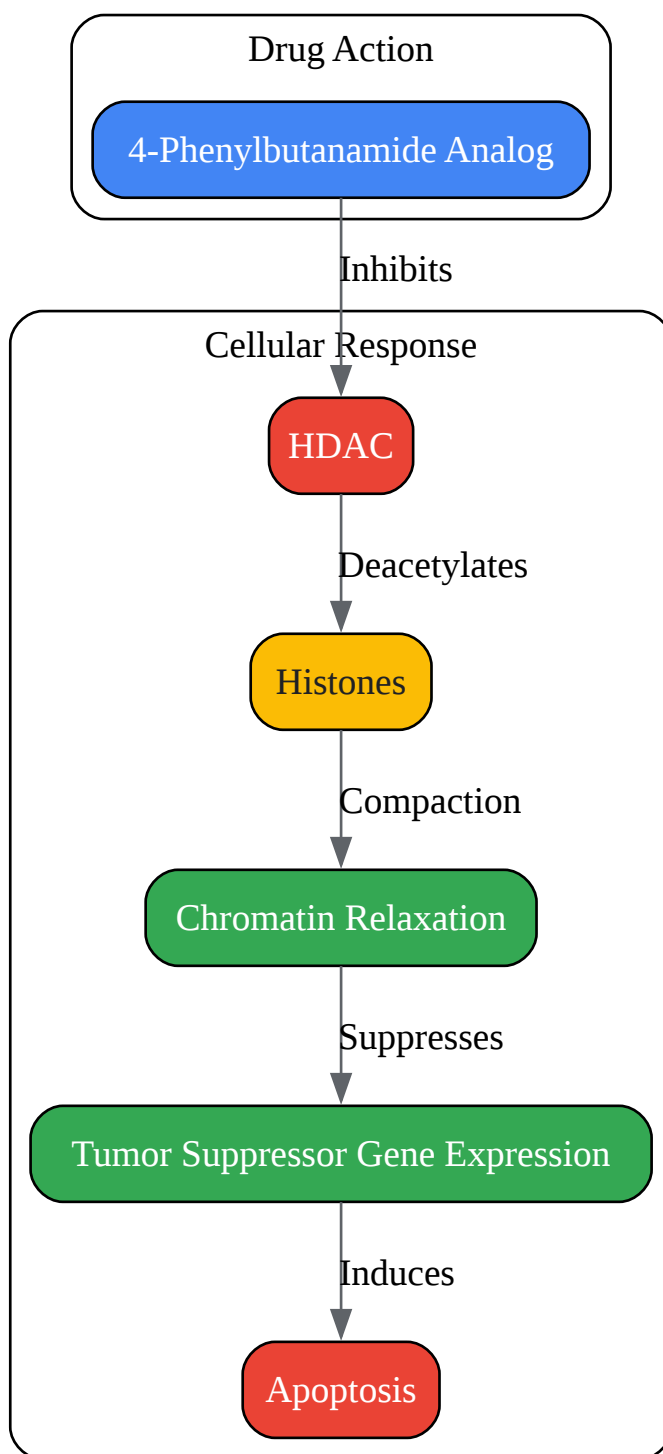 Drug Action
4-Phenylbutanamide Analog
Inhibits
Cellular Response
HDAC
Deacetylates
Histones
Compaction
Chromatin Relaxation
Suppresses
Tumor Suppressor Gene Expression
Induces
Apoptosis